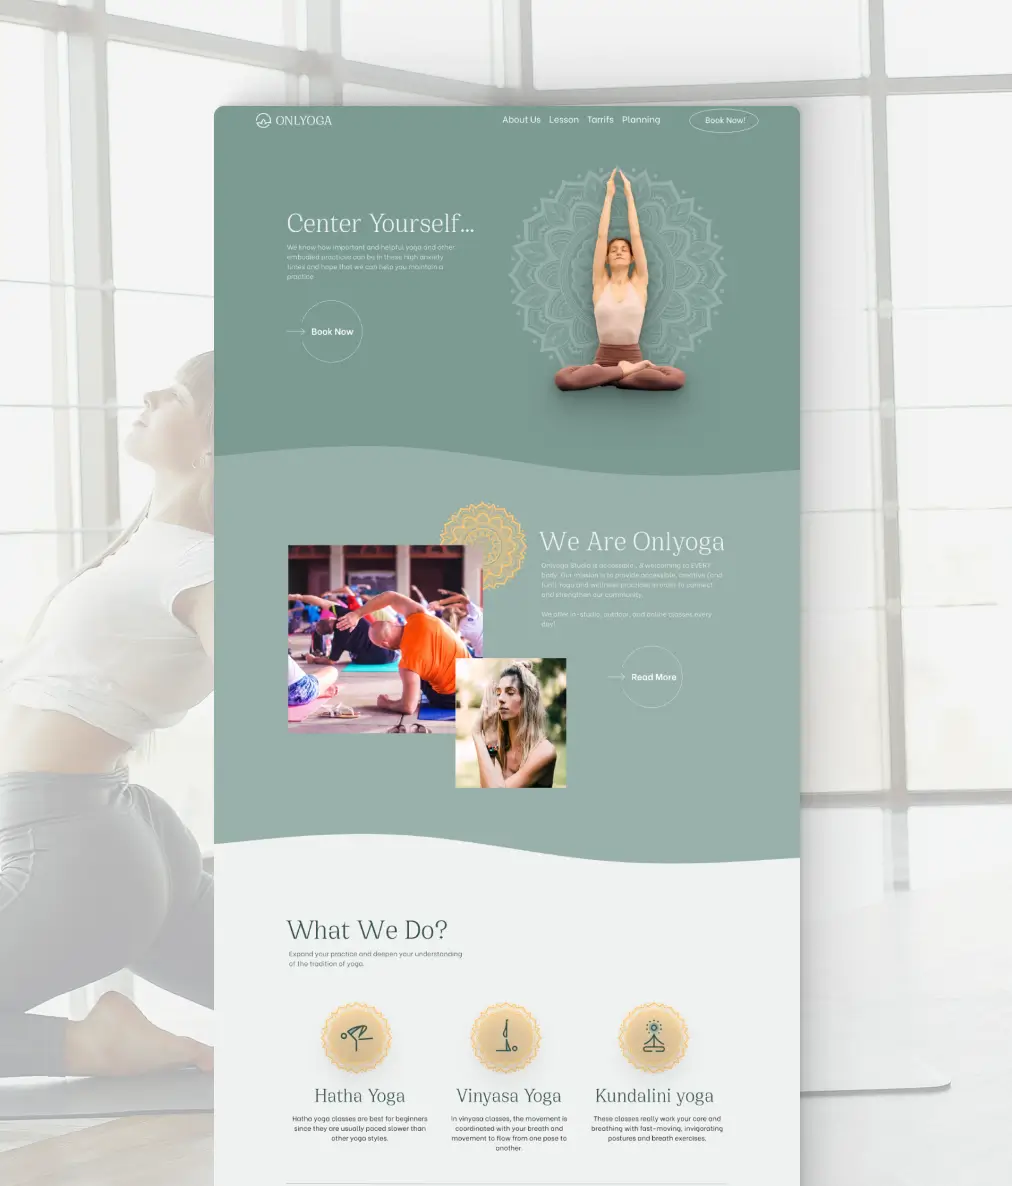 ONLYOGA
About Us Lesson Tarrifs Planning Book Now!
Center Yourself...
We know how important and helpful yoga and other
embodied practices can be in these high anxiety
times and hope that we can help you maintain a
practice
Book Now
We Are Onlyoga
Onlyoga Studio is accessible, & welcoming to EVERY
body. Our mission is to provide accessible, creative (and
fun!) yoga and wellness practices in order to connect
and strengthen our community.
We offer in-studio, outdoor, and online classes every
day!
Read More
What We Do?
Expand your practice and deepen your understanding
of the tradition of yoga.
Hatha Yoga
Hatha yoga classes are best for beginners
since they are usually paced slower than
other yoga styles.
Vinyasa Yoga
In vinyasa classes, the movement is
coordinated with your breath and
movement to flow from one pose to
another.
Kundalini yoga
These classes really work your core and
breathing with fast-moving, invigorating
postures and breath exercises.